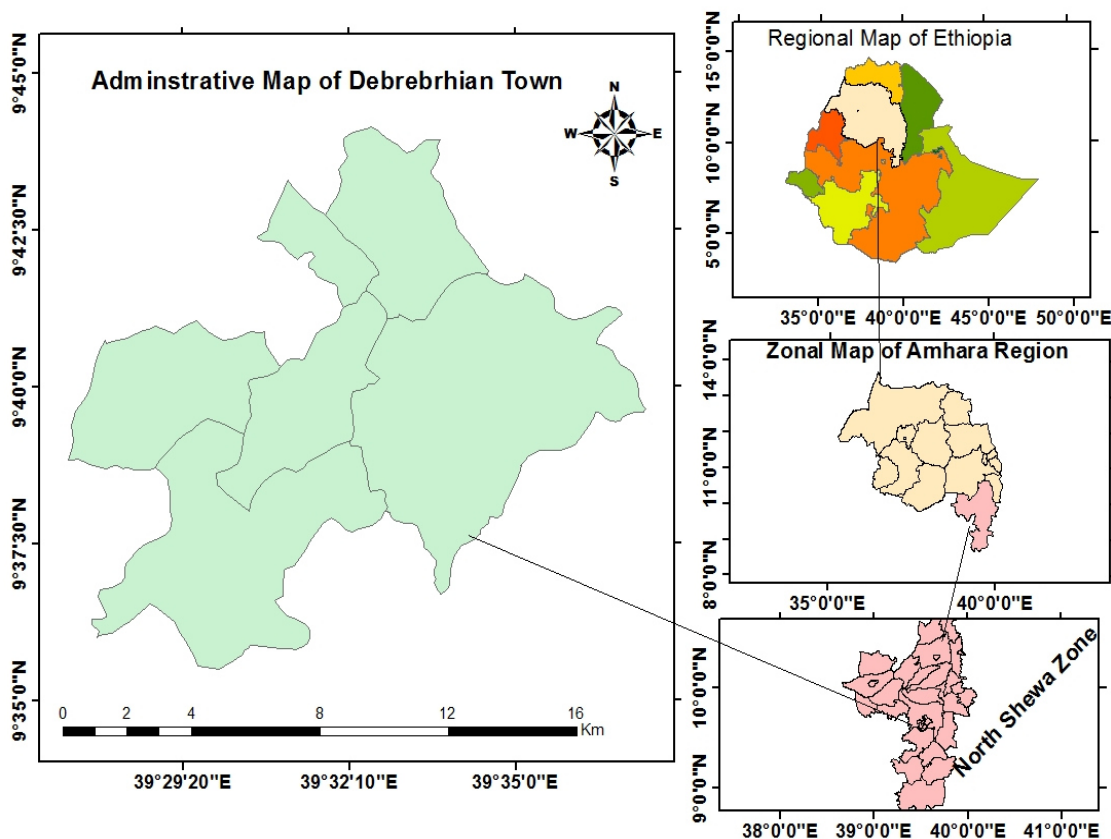 Adminstrative Map of Debrebrhian Town
N
W
E
S
9°45'0"N
9°42'30"N
9°40'0"N
9°37'30"N
9°35'0"N
0 2 4 8 12 16
Km
39°29'20"E 39°32'10"E 39°35'0"E
Regional Map of Ethiopia
15°0'0"N
10°0'0"N
5°0'0"N
35°0'0"E 40°0'0"E 45°0'0"E 50°0'0"E
Zonal Map of Amhara Region
14°0'0"N
11°0'0"N
8°0'0"N
35°0'0"E 40°0'0"E
North Shewa Zone
10°0'0"N
9°0'0"N
38°0'0"E 39°0'0"E 40°0'0"E 41°0'0"E